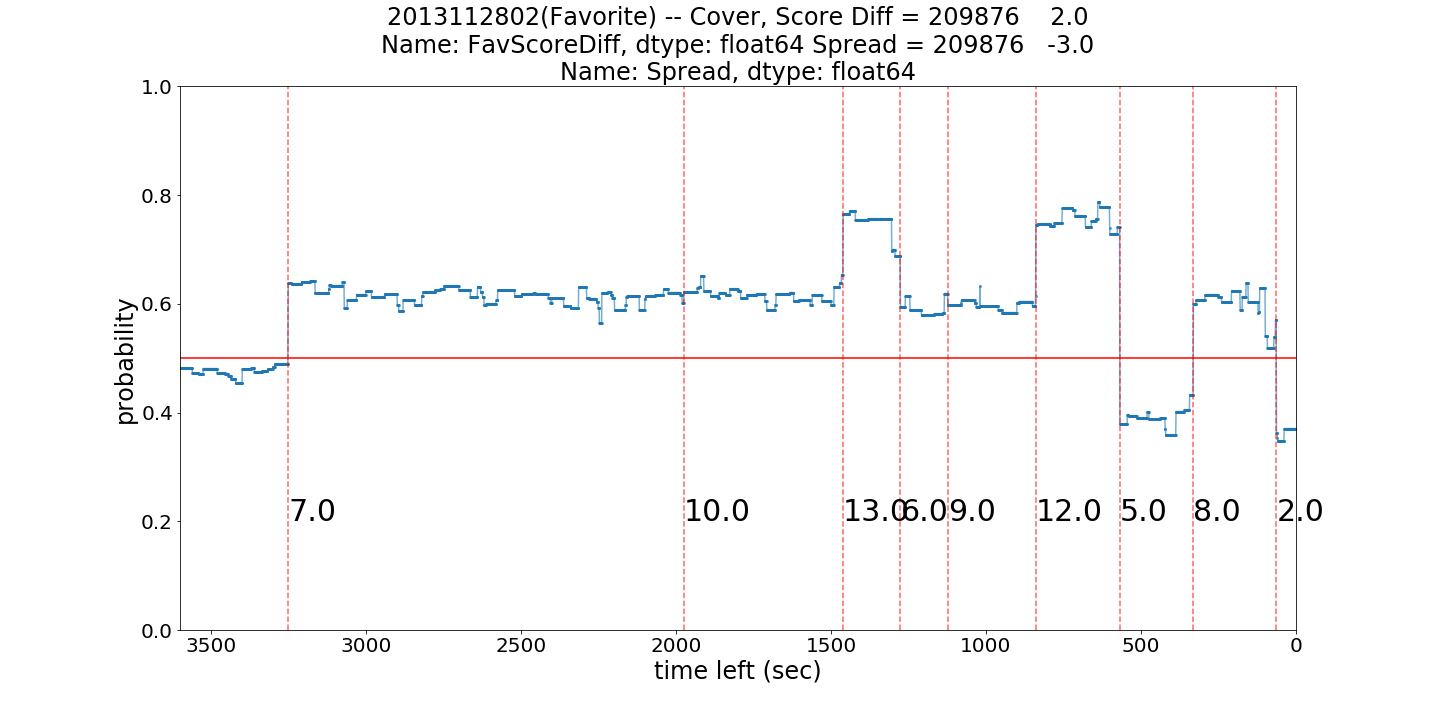 2013112802(Favorite) -- Cover, Score Diff = 209876    2.0
Name: FavScoreDiff, dtype: float64 Spread = 209876   -3.0
Name: Spread, dtype: float64
1.0
0.8
0.6
0.4
0.2
0.0
probability
7.0 10.0 13.0 6.0 9.0 12.0 5.0 8.0 2.0
3500 3000 2500 2000 1500 1000 500 0
time left (sec)